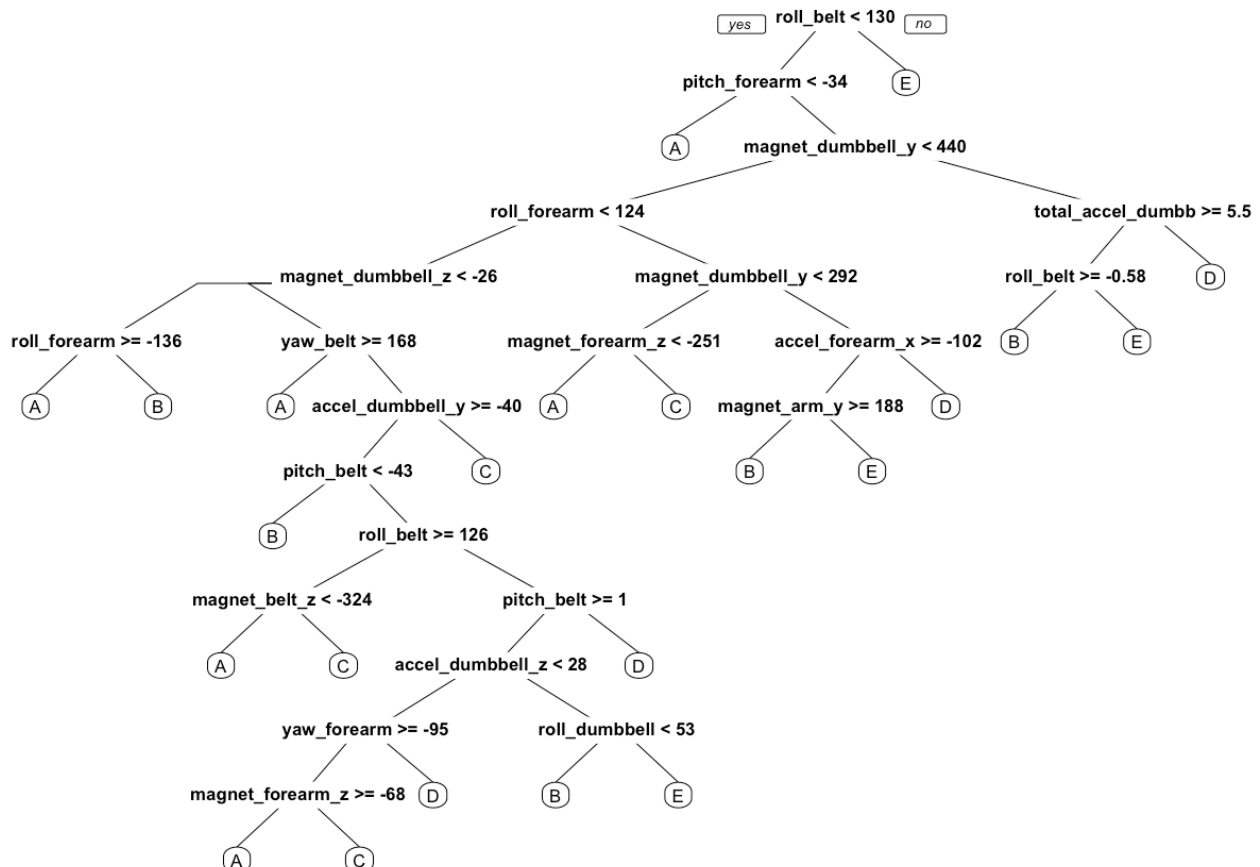 yes roll_belt < 130 no
pitch_forearm < -34 E
A magnet_dumbbell_y < 440
roll_forearm < 124 total_accel_dumbb >= 5.5
magnet_dumbbell_z < -26 magnet_dumbbell_y < 292 roll_belt >= -0.58 D
roll_forearm >= -136 yaw_belt >= 168 magnet_forearm_z < -251 accel_forearm_x >= -102 B E
A B A accel_dumbbell_y >= -40 A C magnet_arm_y >= 188 D
pitch_belt < -43 C B E
B roll_belt >= 126
magnet_belt_z < -324 pitch_belt >= 1
A C accel_dumbbell_z < 28 D
yaw_forearm >= -95 roll_dumbbell < 53
magnet_forearm_z >= -68 D B E
A C